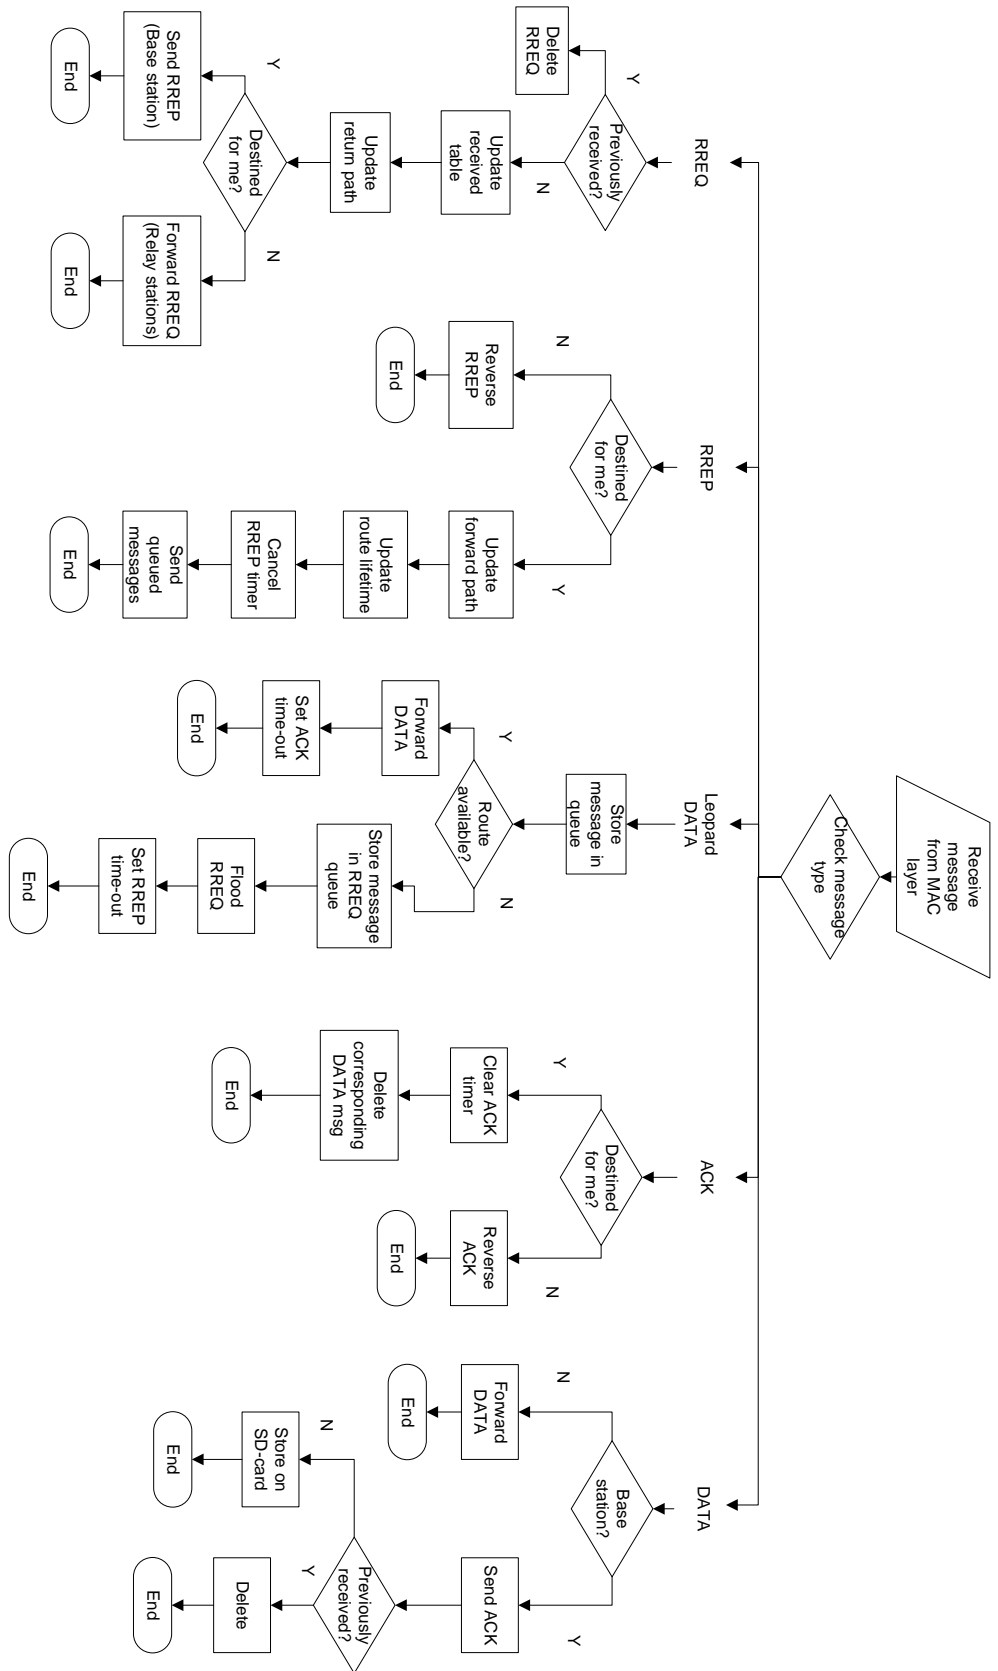 Receive
message
from MAC
layer
Check message
type
RREQ
Previously
received?
Y
Delete
RREQ
N
Update
received
table
Update
return path
Destined
for me?
Y
Send RREP
(Base station)
End
N
Forward RREQ
(Relay stations)
End
RREP
Destined
for me?
N
Reverse
RREP
End
Y
Update
forward path
Update
route lifetime
Cancel
RREP timer
Send
queued
messages
End
Leopard
DATA
Store
message in
queue
Route
available?
Y
Forward
DATA
Set ACK
time-out
End
N
Store message
in RREQ
queue
Flood
RREQ
Set RREP
time-out
End
ACK
Destined
for me?
Y
Clear ACK
timer
Delete
corresponding
DATA msg
End
N
Reverse
ACK
End
DATA
Base
station?
N
Forward
DATA
End
Y
Send ACK
Previously
received?
N
Store on
SD-card
End
Y
Delete
End